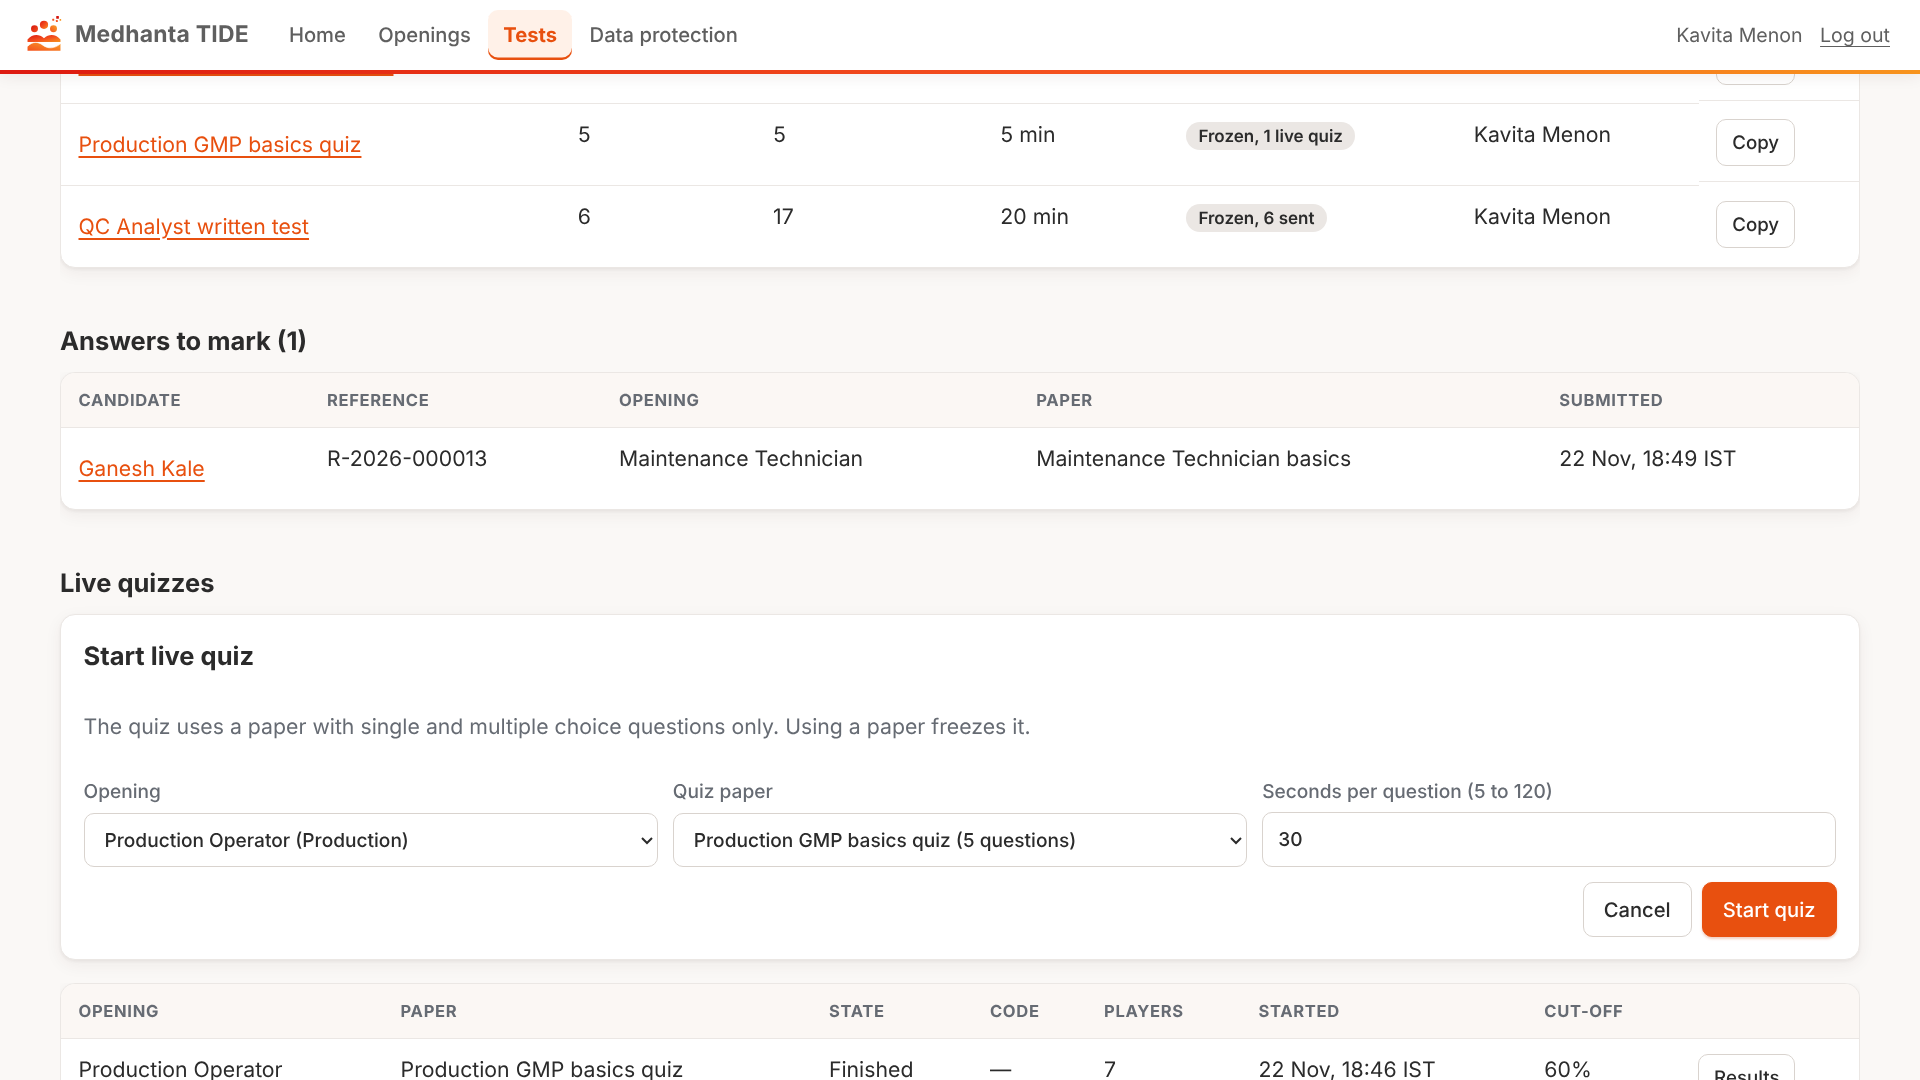 Medhanta TIDE Home Openings Tests Data protection Kavita Menon Log out
Production GMP basics quiz 5 5 5 min Frozen, 1 live quiz Kavita Menon Copy
QC Analyst written test 6 17 20 min Frozen, 6 sent Kavita Menon Copy
Answers to mark (1)
CANDIDATE REFERENCE OPENING PAPER SUBMITTED
Ganesh Kale R-2026-000013 Maintenance Technician Maintenance Technician basics 22 Nov, 18:49 IST
Live quizzes
Start live quiz
The quiz uses a paper with single and multiple choice questions only. Using a paper freezes it.
Opening Quiz paper Seconds per question (5 to 120)
Production Operator (Production) Production GMP basics quiz (5 questions) 30
Cancel Start quiz
OPENING PAPER STATE CODE PLAYERS STARTED CUT-OFF
Production Operator Production GMP basics quiz Finished — 7 22 Nov, 18:46 IST 60% Results